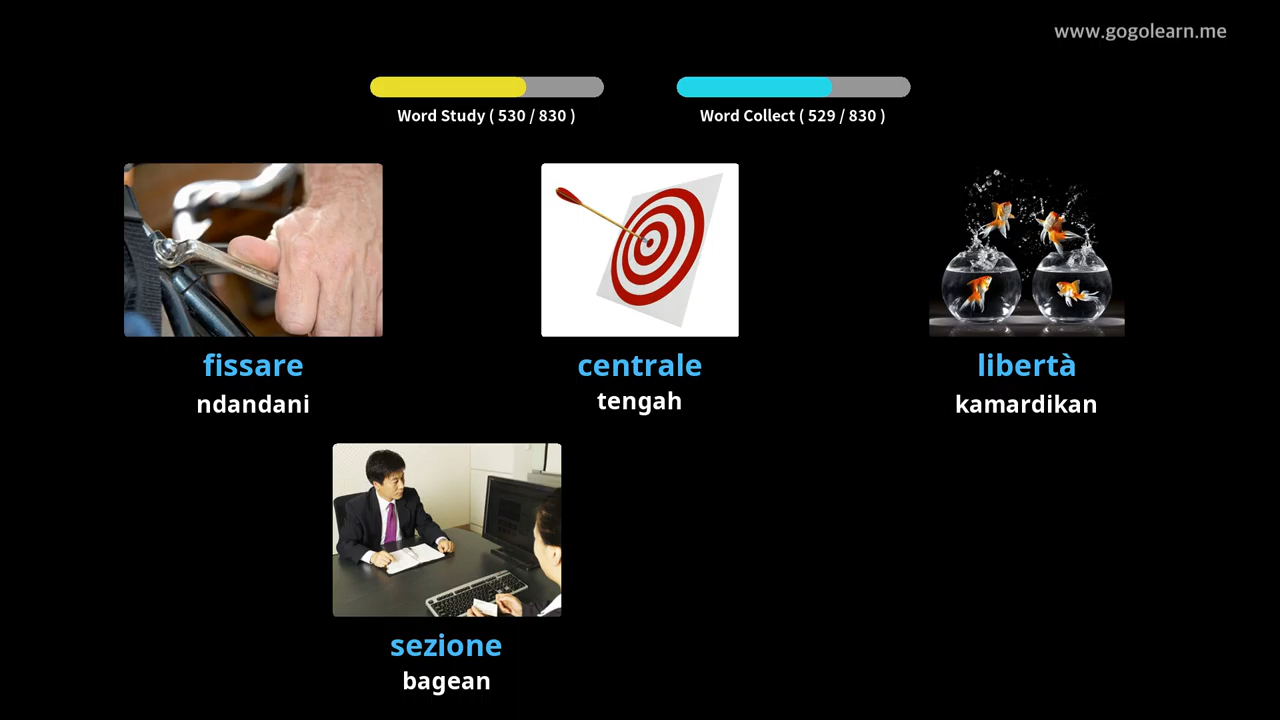 www.gogolearn.me
Word Study ( 530 / 830 )
Word Collect ( 529 / 830 )
fissare
ndandani
centrale
tengah
libertà
kamardikan
sezione
bagean